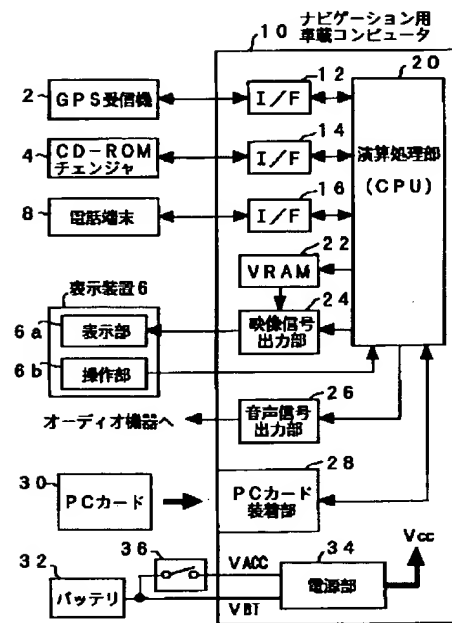 ナビゲーション用
車載コンピュータ
10
20
2
GPS受信機
12
I/F
演算処理部
(CPU)
4
CD-ROM
チェンジャ
14
I/F
8
電話端末
16
I/F
22
VRAM
表示装置6
6a
表示部
24
映像信号
出力部
6b
操作部
オーディオ機器へ
26
音声信号
出力部
30
PCカード
28
PCカード
装着部
Vcc
32
バッテリ
36
VACC
VBT
34
電源部